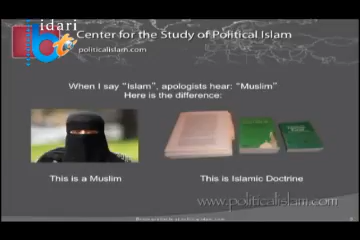 idari
Center for the Study of Political Islam
politicalislam.com
When I say "Islam", apologists hear: "Muslim"
Here is the difference:
This is a Muslim
This is Islamic Doctrine
www.politicalislam.com